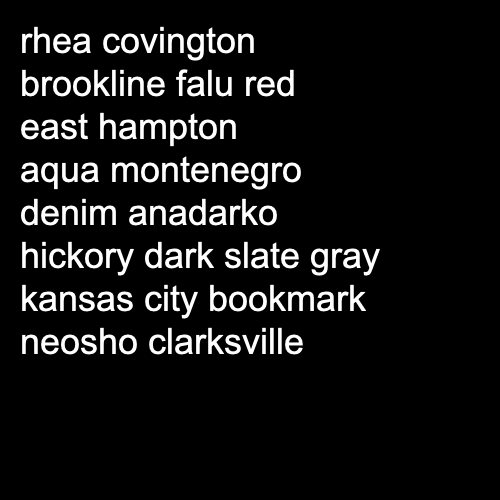 rhea covington
brookline falu red
east hampton
aqua montenegro
denim anadarko
hickory dark slate gray
kansas city bookmark
neosho clarksville